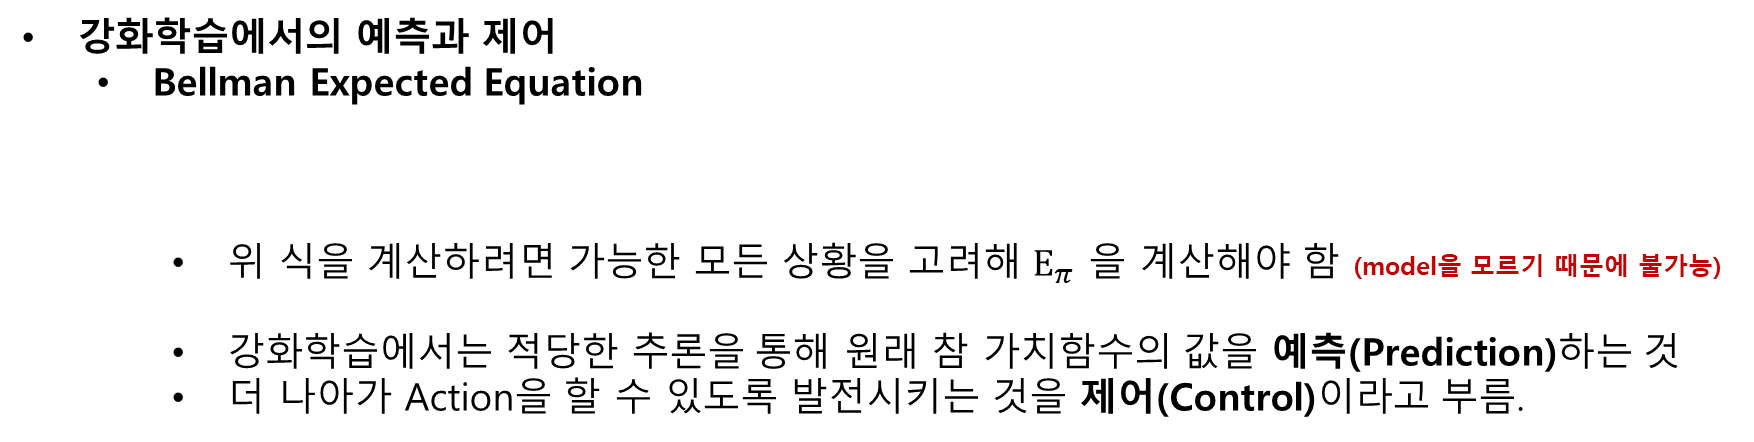 • 강화학습에서의 예측과 제어
• Bellman Expected Equation
• 위 식을 계산하려면 가능한 모든 상황을 고려해 E_π 을 계산해야 함 (model을 모르기 때문에 불가능)
• 강화학습에서는 적당한 추론을 통해 원래 참 가치함수의 값을 예측(Prediction)하는 것
• 더 나아가 Action을 할 수 있도록 발전시키는 것을 제어(Control)이라고 부름.